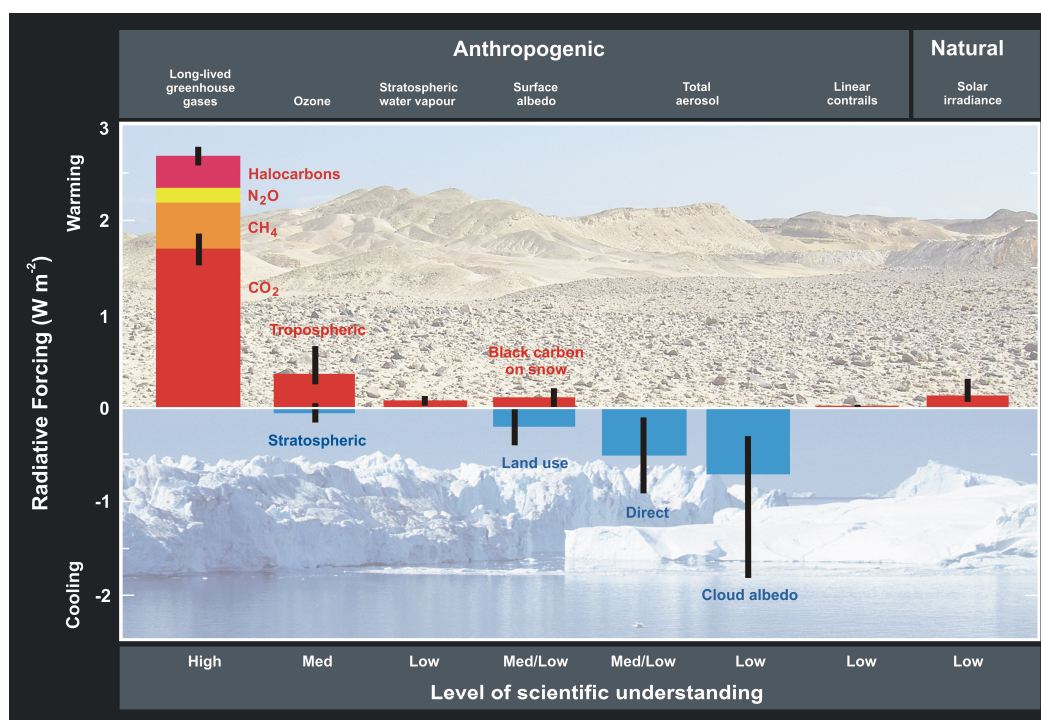 Anthropogenic
Natural
Long-lived
greenhouse
gases
Ozone
Stratospheric
water vapour
Surface
albedo
Total
aerosol
Linear
contrails
Solar
irradiance
Warming
Radiative Forcing (W m-2)
Cooling
3
2
1
0
-1
-2
Halocarbons
N2O
CH4
CO2
Tropospheric
Stratospheric
Black carbon
on snow
Land use
Direct
Cloud albedo
High
Med
Low
Med/Low
Med/Low
Low
Low
Low
Level of scientific understanding